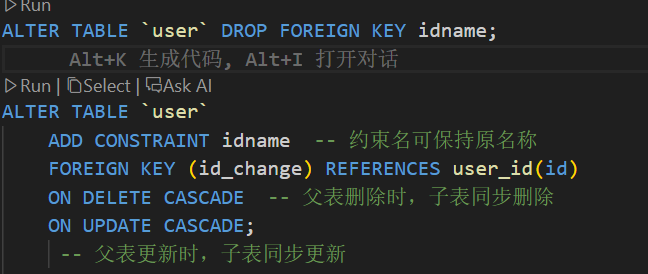 Run
ALTER TABLE `user` DROP FOREIGN KEY idname;
Alt+K 生成代码, Alt+I 打开对话
Run | Select | Ask AI
ALTER TABLE `user`
ADD CONSTRAINT idname -- 约束名可保持原名称
FOREIGN KEY (id_change) REFERENCES user_id(id)
ON DELETE CASCADE -- 父表删除时，子表同步删除
ON UPDATE CASCADE;
-- 父表更新时，子表同步更新